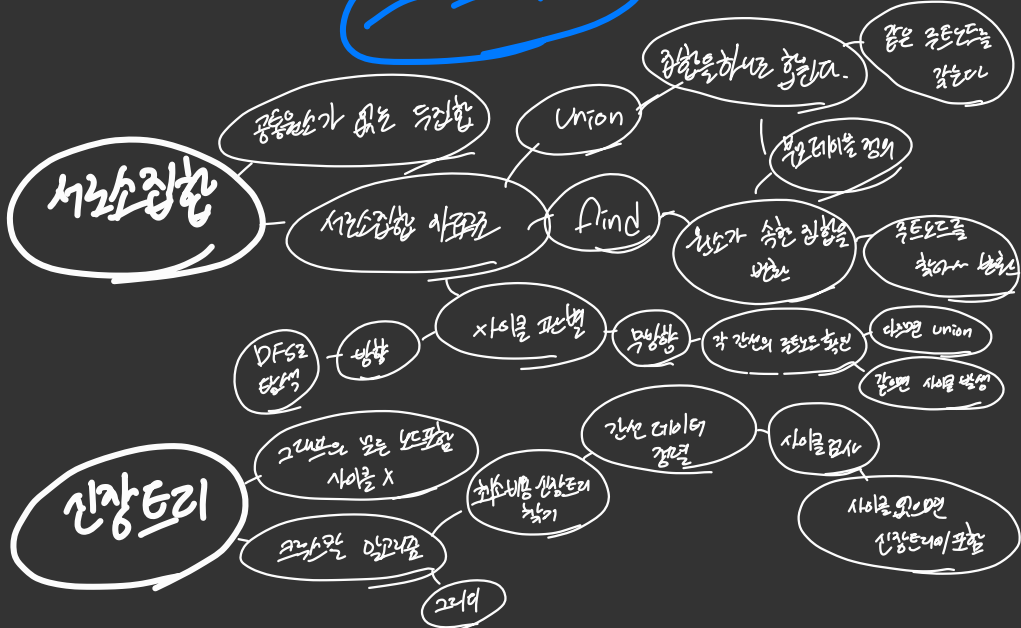 서로소집합
공통원소가 없는 두집합
서로소집합 자료구조
Union
집합을하나로 합친다.
같은 루트노드를
갖는다
부모테이블 정의
find
원소가 속한 집합을
반환
루트노드를
찾아서 반환
사이클 판별
방향
DFS로
탐색
무방향
각 간선의 루트노드 확인
다르면 union
같으면 사이클 발생
신장트리
그래프의 모든 노드포함
사이클 X
크루스칼 알고리즘
그리디
최소비용 신장트리
찾기
간선 데이터
정렬
사이클 검사
사이클 없으면
신장트리에 포함